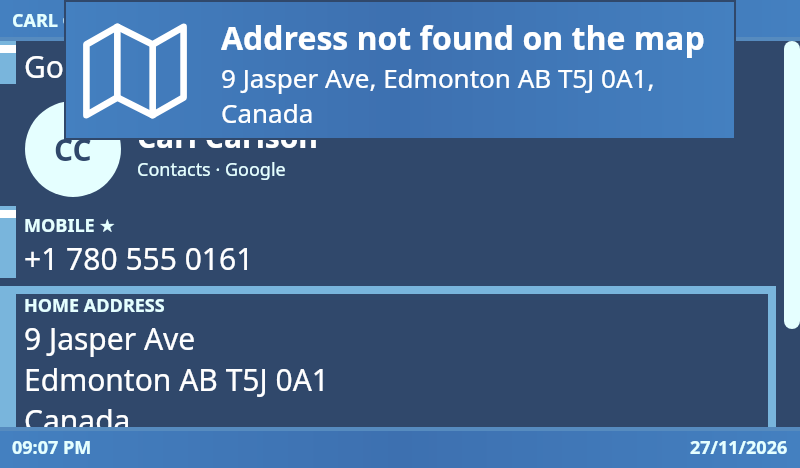 CARL
Address not found on the map
9 Jasper Ave, Edmonton AB T5J 0A1,
Canada
Go
CC
Carl Carlson
Contacts · Google
MOBILE ★
+1 780 555 0161
HOME ADDRESS
9 Jasper Ave
Edmonton AB T5J 0A1
Canada
09:07 PM
27/11/2026